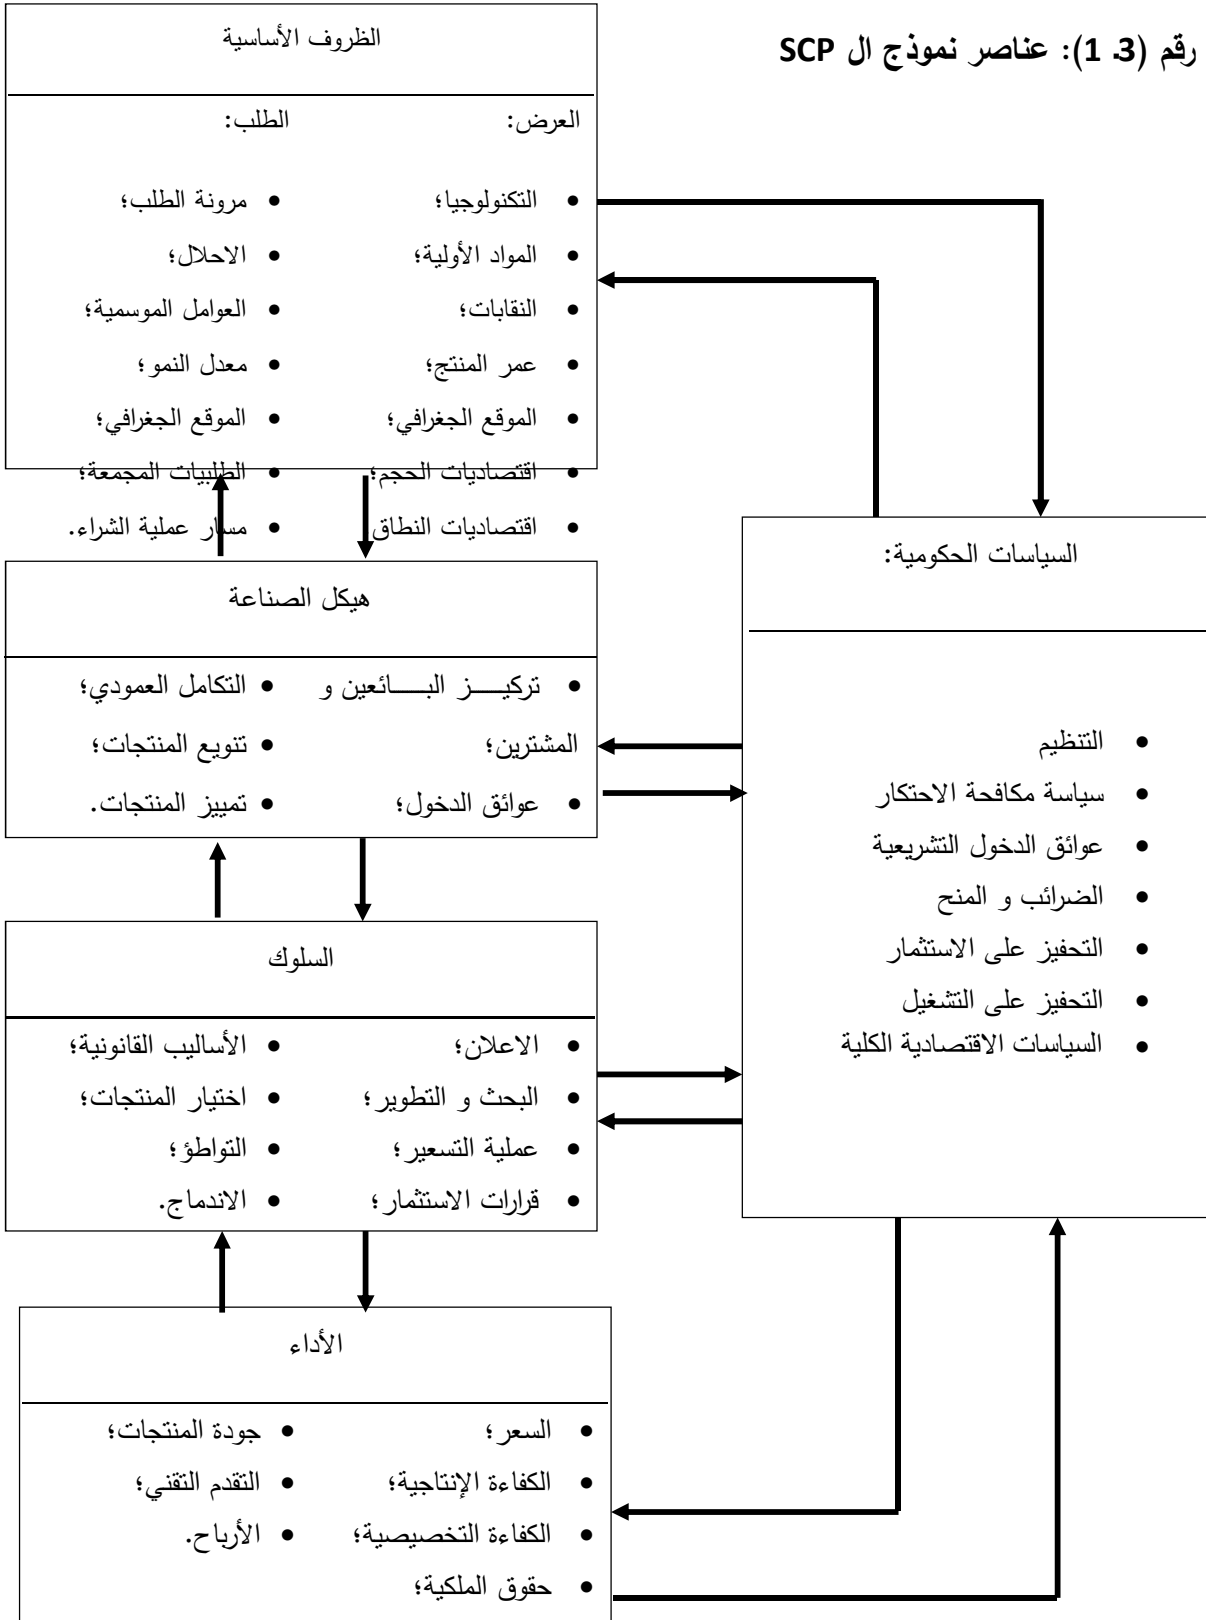 رقم (3. 1): عناصر نموذج ال SCP
الظروف الأساسية
العرض:
الطلب:
• التكنولوجيا؛
• المواد الأولية؛
• النقابات؛
• عمر المنتج؛
• الموقع الجغرافي؛
• اقتصاديات الحجم؛
• اقتصاديات النطاق
• مرونة الطلب؛
• الاحلال؛
• العوامل الموسمية؛
• معدل النمو؛
• الموقع الجغرافي؛
• الطلبيات المجمعة؛
• مسار عملية الشراء.
هيكل الصناعة
• تركيـــز البــــائعين و
المشترين؛
• عوائق الدخول؛
• التكامل العمودي؛
• تنويع المنتجات؛
• تمييز المنتجات.
السلوك
• الاعلان؛
• البحث و التطوير؛
• عملية التسعير؛
• قرارات الاستثمار؛
• الأساليب القانونية؛
• اختيار المنتجات؛
• التواطؤ؛
• الاندماج.
الأداء
• السعر؛
• الكفاءة الإنتاجية؛
• الكفاءة التخصيصية؛
• حقوق الملكية؛
• جودة المنتجات؛
• التقدم التقني؛
• الأرباح.
السياسات الحكومية:
• التنظيم
• سياسة مكافحة الاحتكار
• عوائق الدخول التشريعية
• الضرائب و المنح
• التحفيز على الاستثمار
• التحفيز على التشغيل
• السياسات الاقتصادية الكلية